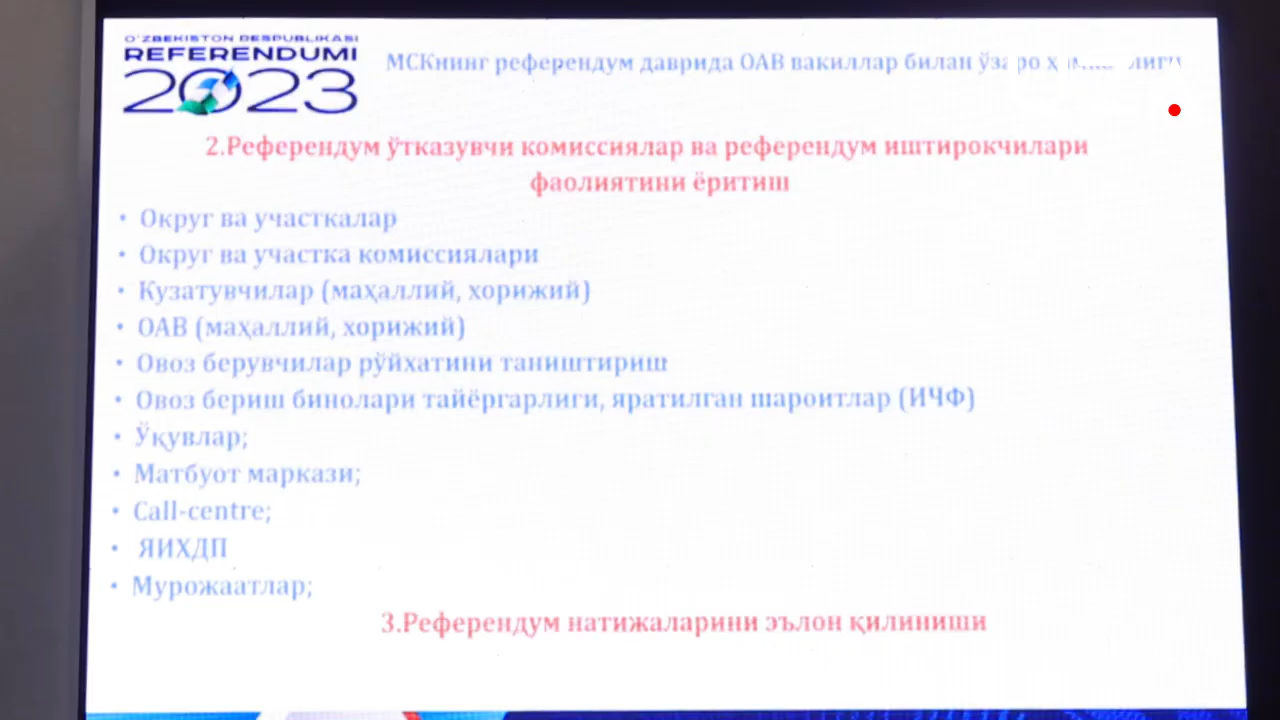 O'ZBEKISTON RESPUBLIKASI
REFERENDUMI
2023
МСКнинг референдум даврида ОАВ вакиллар билан
2.Референдум ўтказувчи комиссиялар ва референдум иштирокчилари
фаолиятини ёритиш
• Округ ва участкалар
• Округ ва участка комиссиялари
• Кузатувчилар (маҳаллий, хорижий)
• ОАВ (маҳаллий, хорижий)
• Овоз берувчилар рўйхатини таништириш
• Овоз бериш бинолари тайёргарлиги, яратилган шароитлар (ИЧФ)
• Ўқувлар;
• Матбуот маркази;
• Call-centre;
• ЯИХДП
• Мурожаатлар;
3.Референдум натижаларини эълон қилиниши